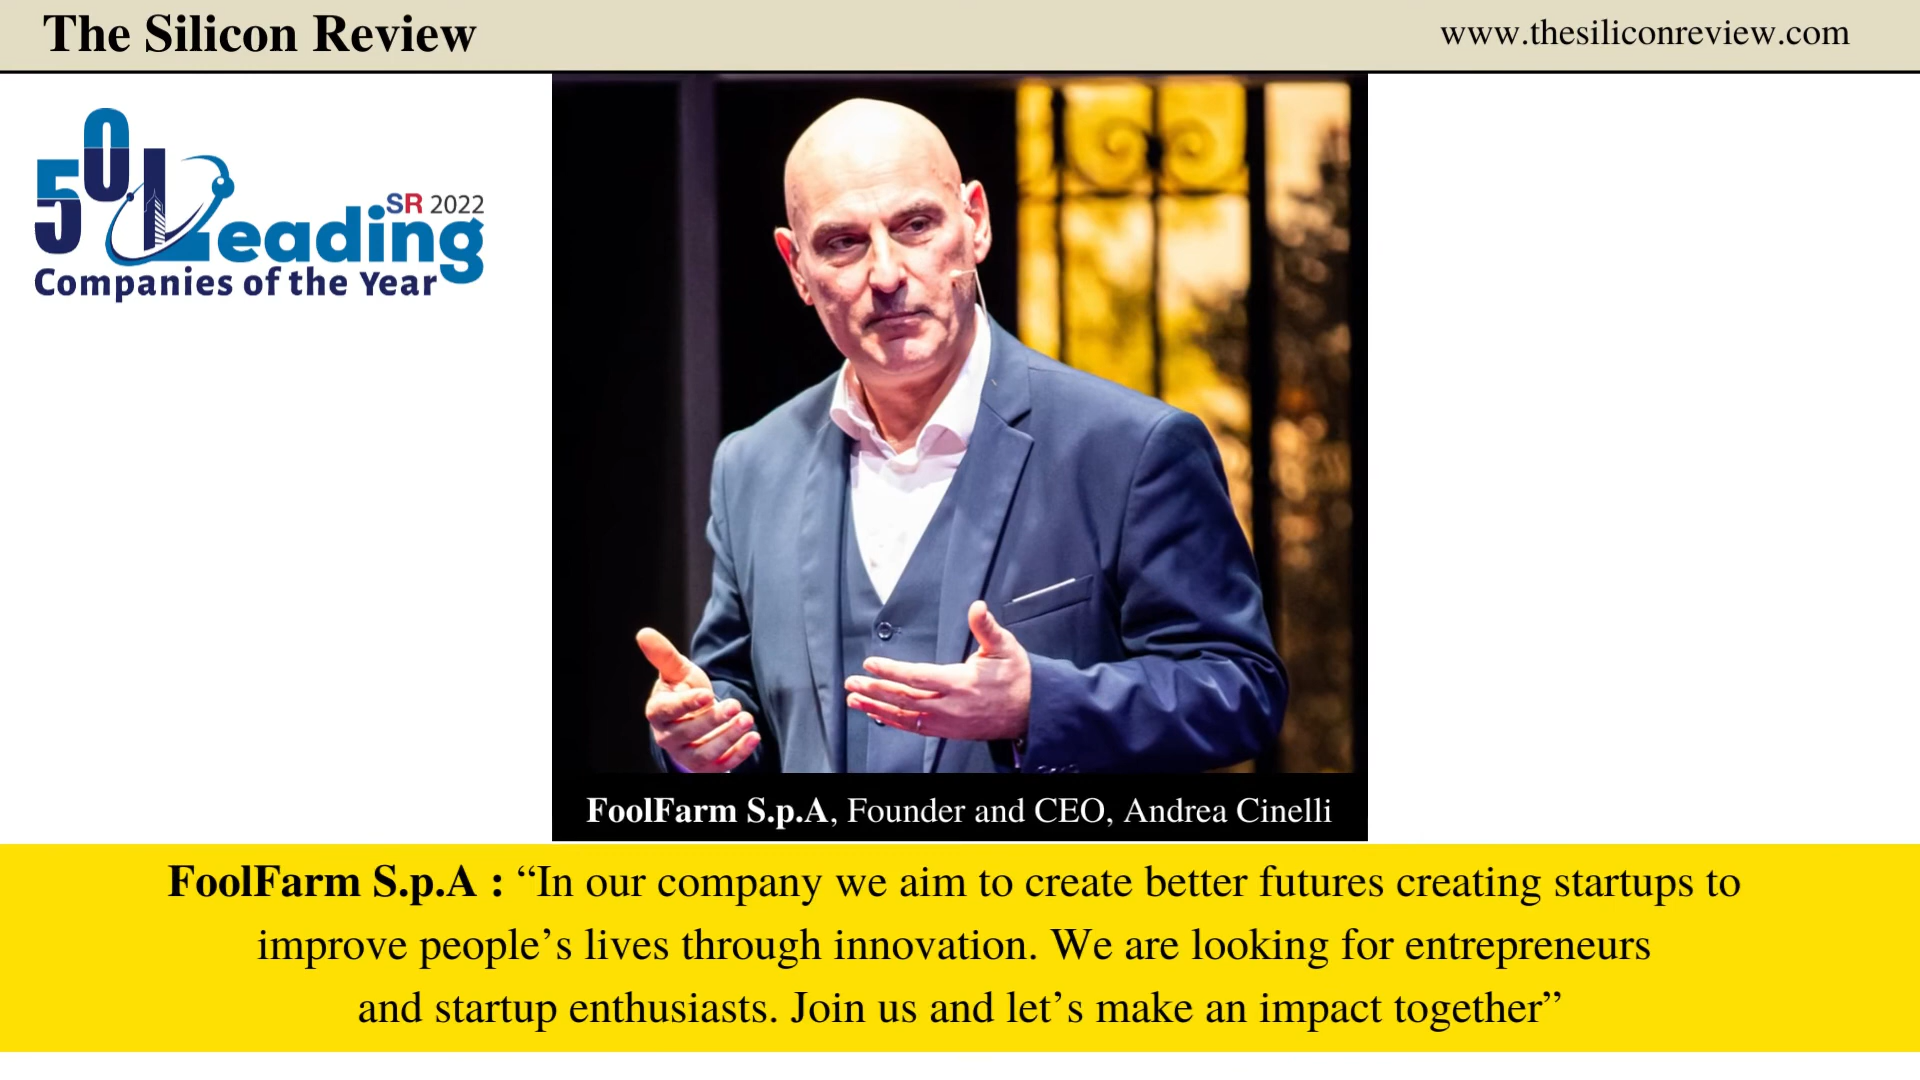 The Silicon Review
www.thesiliconreview.com
50 Leading
SR 2022
Companies of the Year
FoolFarm S.p.A, Founder and CEO, Andrea Cinelli
FoolFarm S.p.A : “In our company we aim to create better futures creating startups to
improve people’s lives through innovation. We are looking for entrepreneurs
and startup enthusiasts. Join us and let’s make an impact together”